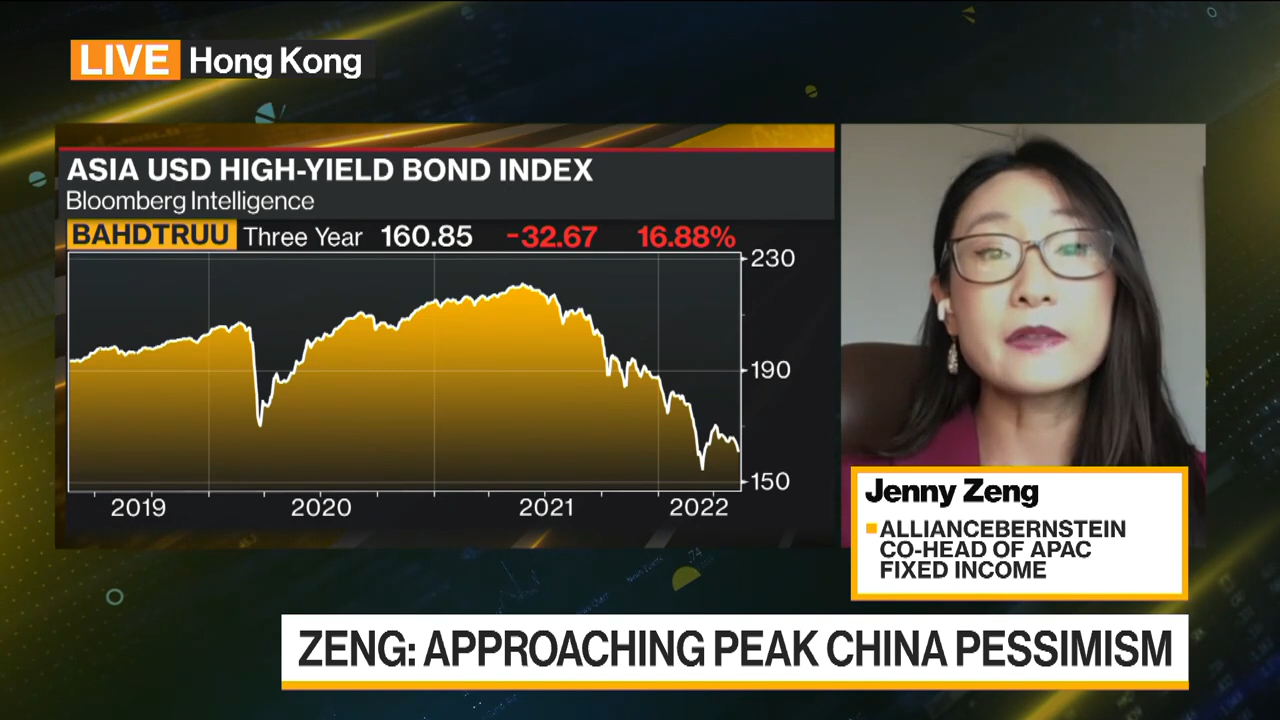 LIVE Hong Kong
ASIA USD HIGH-YIELD BOND INDEX
Bloomberg Intelligence
BAHDTRUU Three Year 160.85 -32.67 16.88%
230
190
150
2019 2020 2021 2022
Jenny Zeng
ALLIANCEBERNSTEIN
CO-HEAD OF APAC
FIXED INCOME
ZENG: APPROACHING PEAK CHINA PESSIMISM